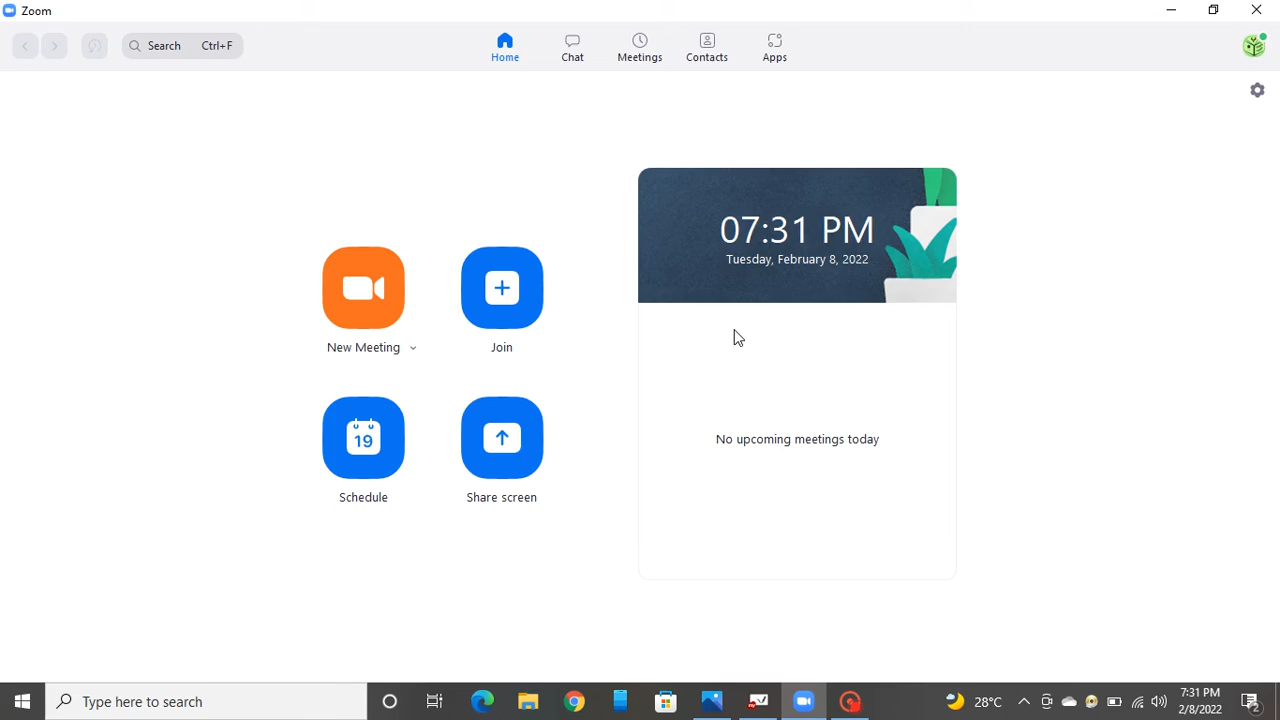 Zoom
Search Ctrl+F
Home Chat Meetings Contacts Apps
07:31 PM
Tuesday, February 8, 2022
New Meeting
Join
No upcoming meetings today
19
Schedule
Share screen
Type here to search
28°C
7:31 PM
2/8/2022
2